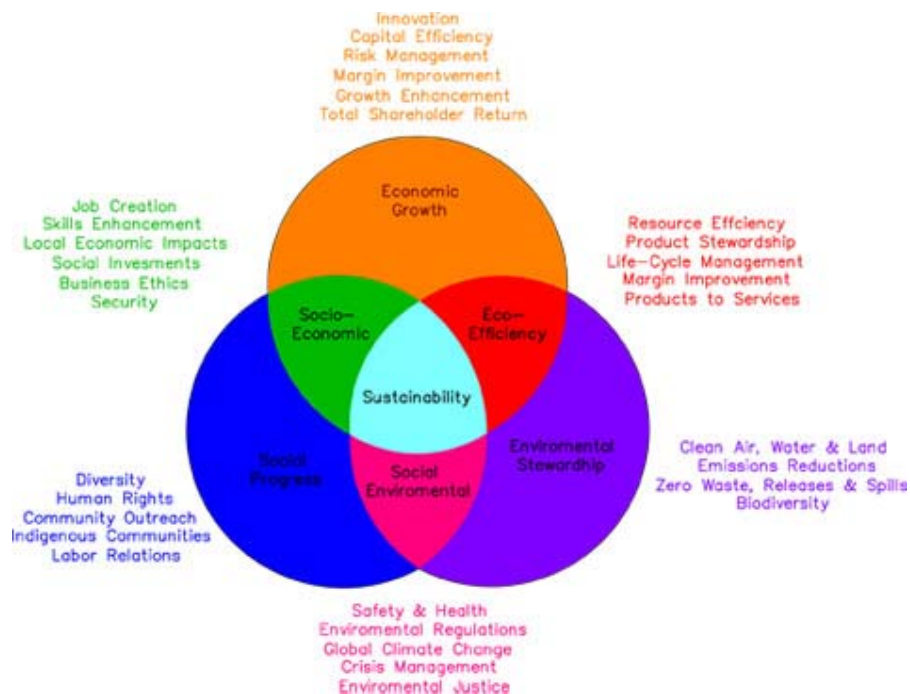 Innovation
Capital Efficiency
Risk Management
Margin Improvement
Growth Enhancement
Total Shareholder Return
Economic
Growth
Job Creation
Skills Enhancement
Local Economic Impacts
Social Invesments
Business Ethics
Security
Resource Effciency
Product Stewardship
Life-Cycle Management
Margin Improvement
Products to Services
Socio-
Economic
Eco-
Efficiency
Sustainability
Social
Progress
Social
Enviromental
Enviromental
Stewardship
Diversity
Human Rights
Community Outreach
Indigenous Communities
Labor Relations
Clean Air, Water & Land
Emissions Reductions
Zero Waste, Releases & Spills
Biodiversity
Safety & Health
Enviromental Regulations
Global Climate Change
Crisis Management
Enviromental Justice